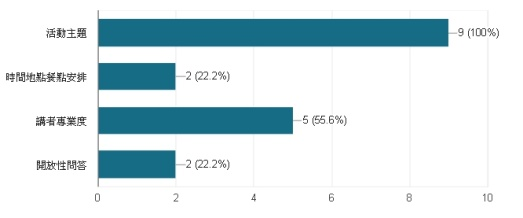 活動主題
9 (100%)
時間地點餐點安排
2 (22.2%)
講者專業度
5 (55.6%)
開放性問答
2 (22.2%)
0 2 4 6 8 10